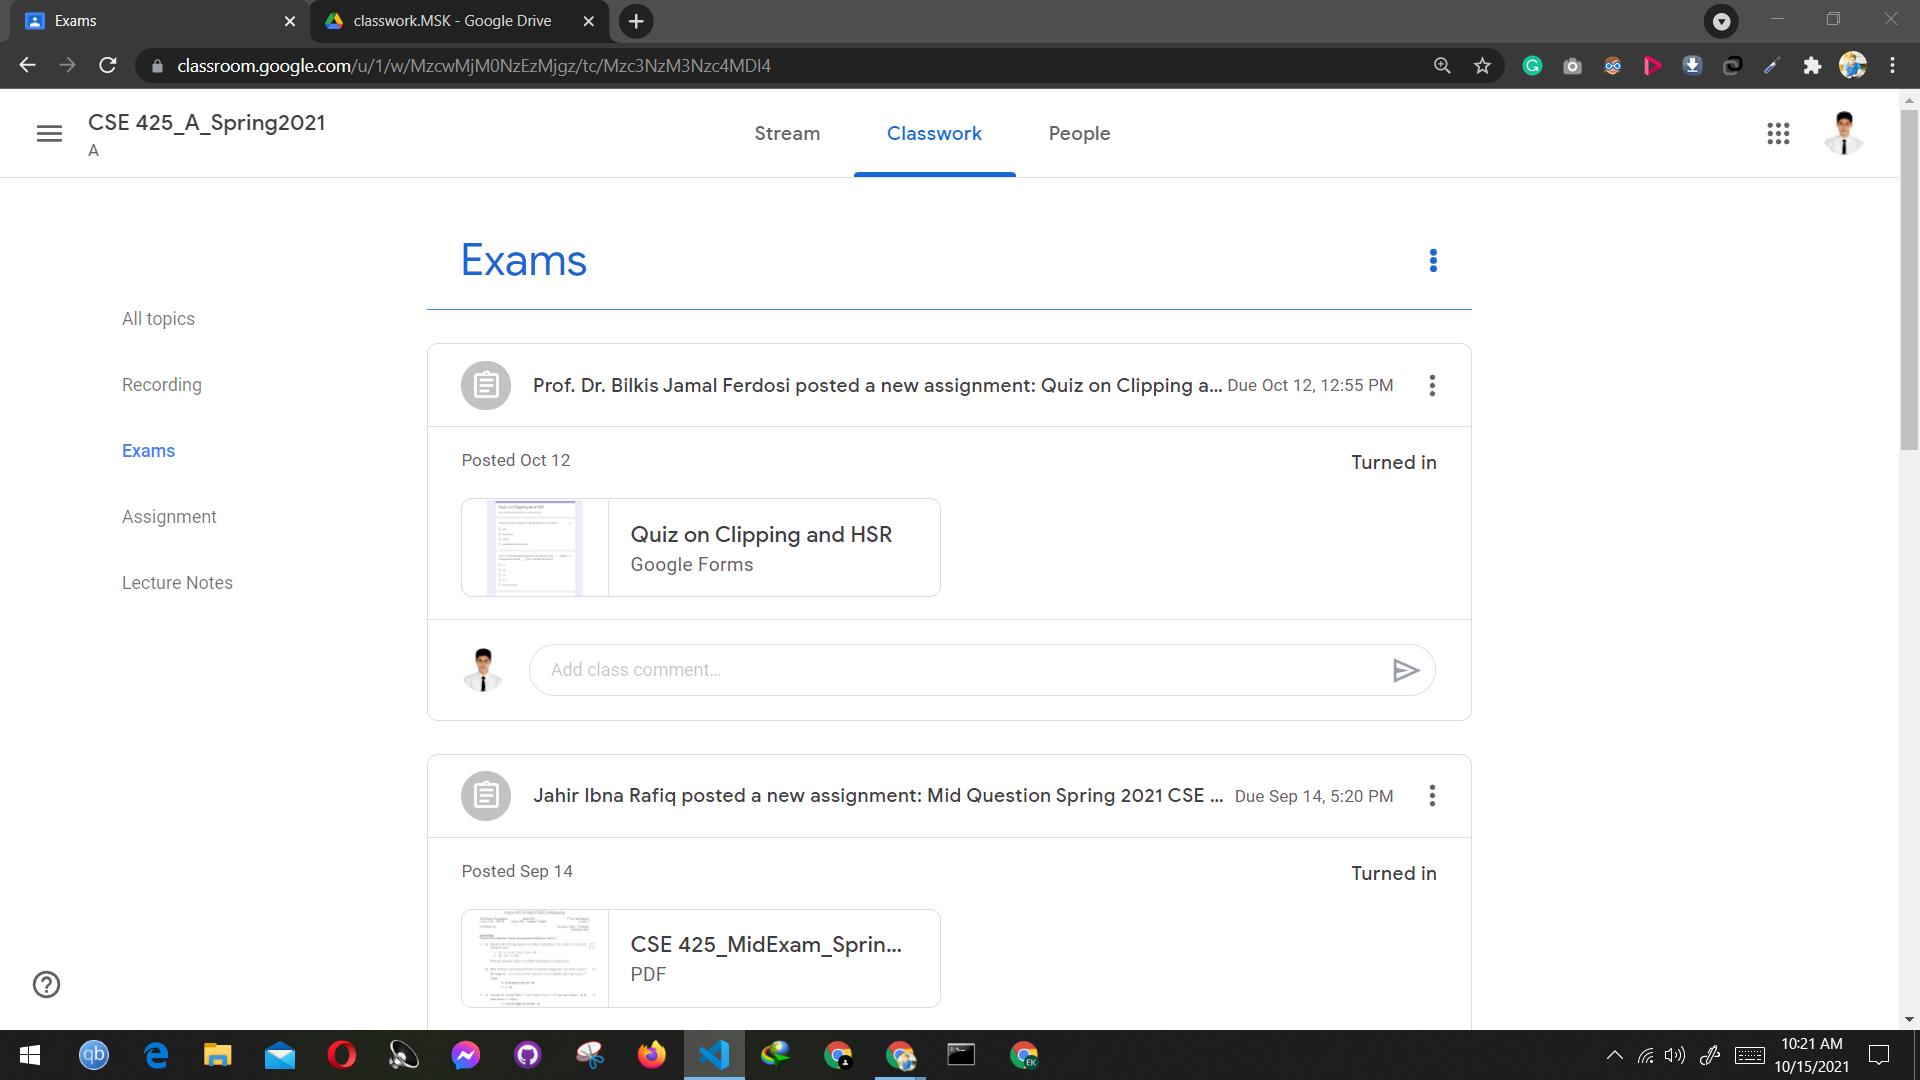 Exams
classwork.MSK - Google Drive
classroom.google.com/u/1/w/MzcwMjM0NzEzMjgz/tc/Mzc3NzM3Nzc4MDI4
CSE 425_A_Spring2021
A
Stream
Classwork
People
Exams
All topics
Recording
Exams
Assignment
Lecture Notes
Prof. Dr. Bilkis Jamal Ferdosi posted a new assignment: Quiz on Clipping a... Due Oct 12, 12:55 PM
Posted Oct 12
Turned in
Quiz on Clipping and HSR
Google Forms
Add class comment...
Jahir Ibna Rafiq posted a new assignment: Mid Question Spring 2021 CSE ... Due Sep 14, 5:20 PM
Posted Sep 14
Turned in
CSE 425_MidExam_Sprin...
PDF
qb
EK
10:21 AM
10/15/2021